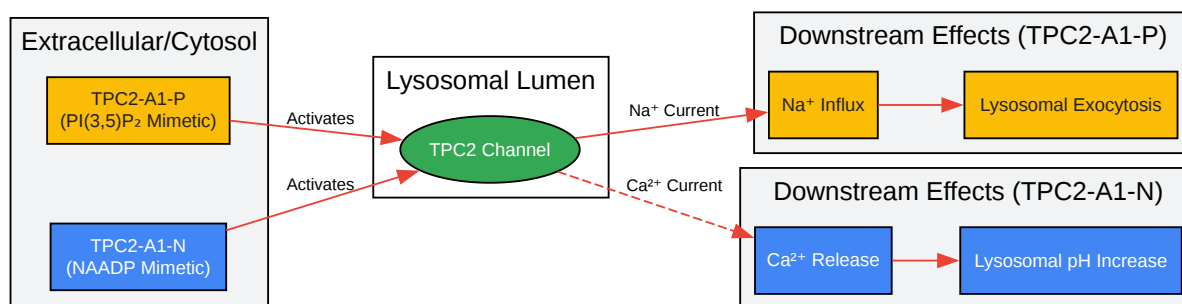 Extracellular/Cytosol
TPC2-A1-P
(PI(3,5)P₂ Mimetic)
TPC2-A1-N
(NAADP Mimetic)
Activates
Activates
Lysosomal Lumen
TPC2 Channel
Na⁺ Current
Ca²⁺ Current
Downstream Effects (TPC2-A1-P)
Na⁺ Influx
Lysosomal Exocytosis
Downstream Effects (TPC2-A1-N)
Ca²⁺ Release
Lysosomal pH Increase